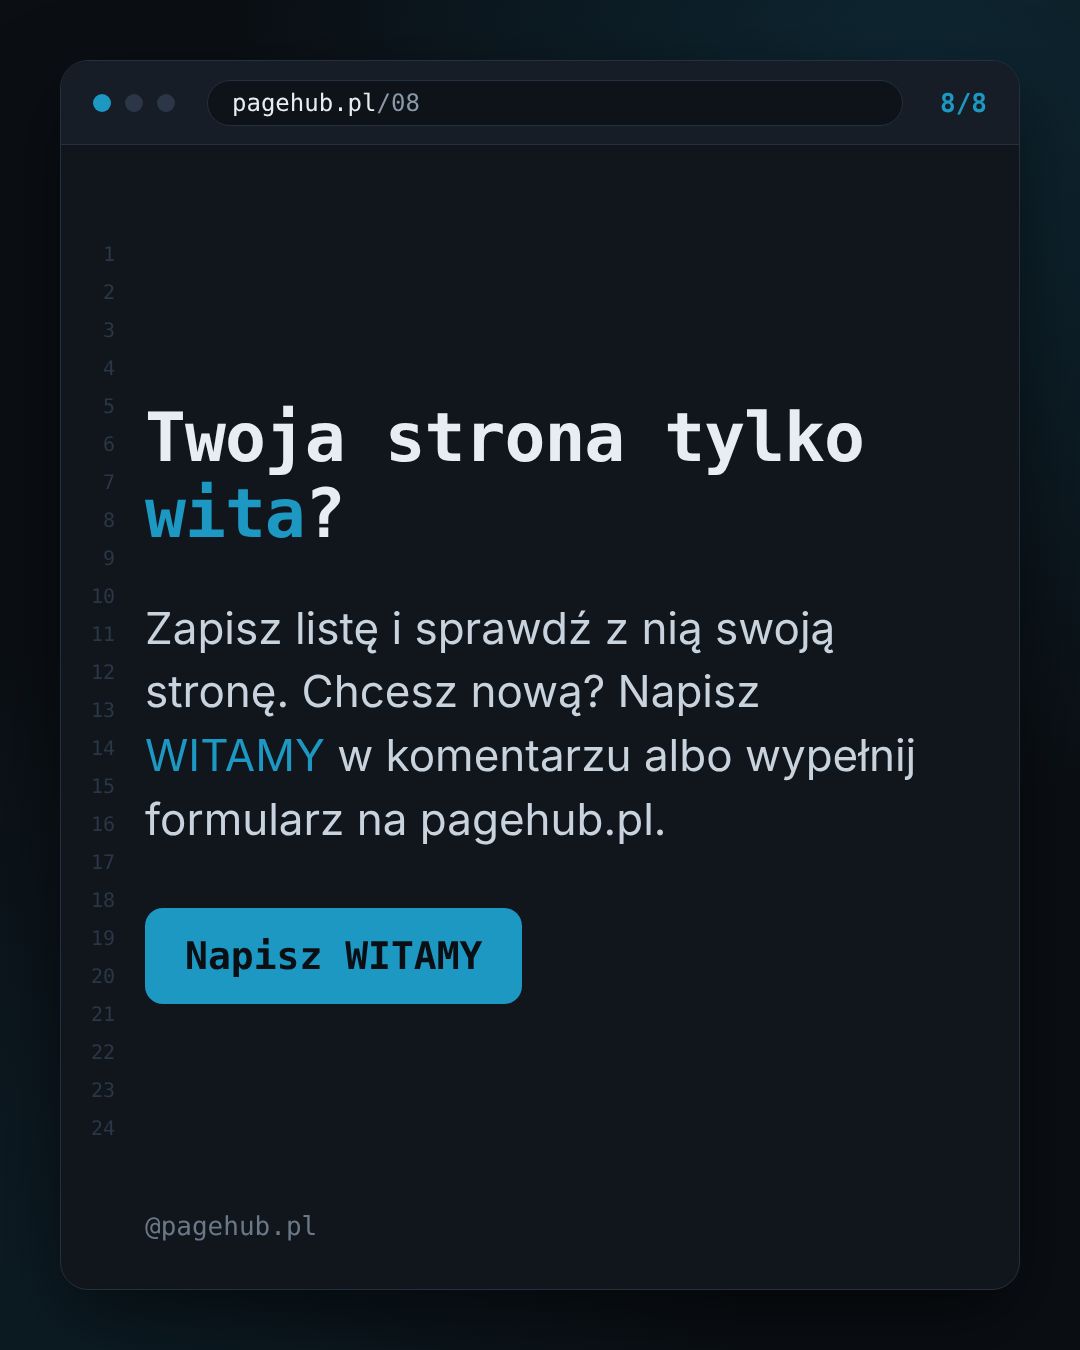 pagehub.pl/08
8/8
1
2
3
4
5
6
7
8
9
10
11
12
13
14
15
16
17
18
19
20
21
22
23
24
Twoja strona tylko
wita?
Zapisz listę i sprawdź z nią swoją
stronę. Chcesz nową? Napisz
WITAMY w komentarzu albo wypełnij
formularz na pagehub.pl.
Napisz WITAMY
@pagehub.pl